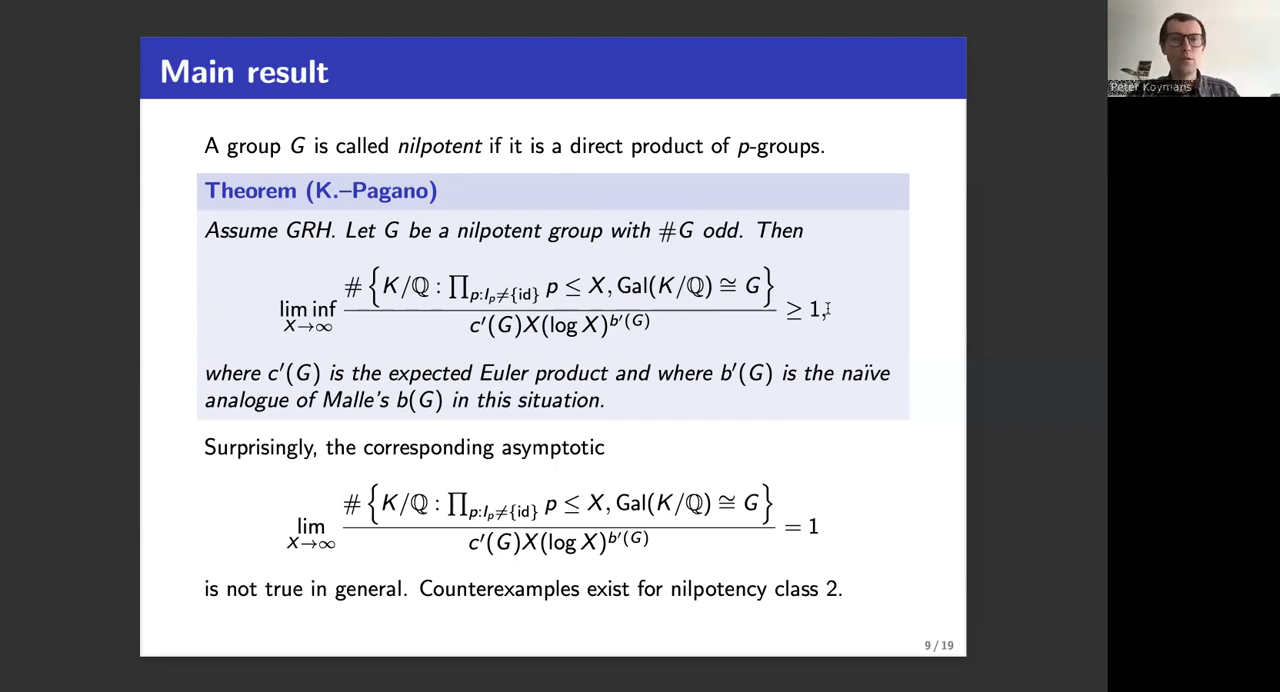 Main result
A group G is called nilpotent if it is a direct product of p-groups.
Theorem (K.–Pagano)
Assume GRH. Let G be a nilpotent group with #G odd. Then
lim inf_{X→∞} # { K/ℚ : ∏_{p:I_p≠{id}} p ≤ X, Gal(K/ℚ) ≅ G } / c′(G)X(log X)^{b′(G)} ≥ 1,
where c′(G) is the expected Euler product and where b′(G) is the naïve
analogue of Malle's b(G) in this situation.
Surprisingly, the corresponding asymptotic
lim_{X→∞} # { K/ℚ : ∏_{p:I_p≠{id}} p ≤ X, Gal(K/ℚ) ≅ G } / c′(G)X(log X)^{b′(G)} = 1
is not true in general. Counterexamples exist for nilpotency class 2.
9 / 19
Peter Koymans